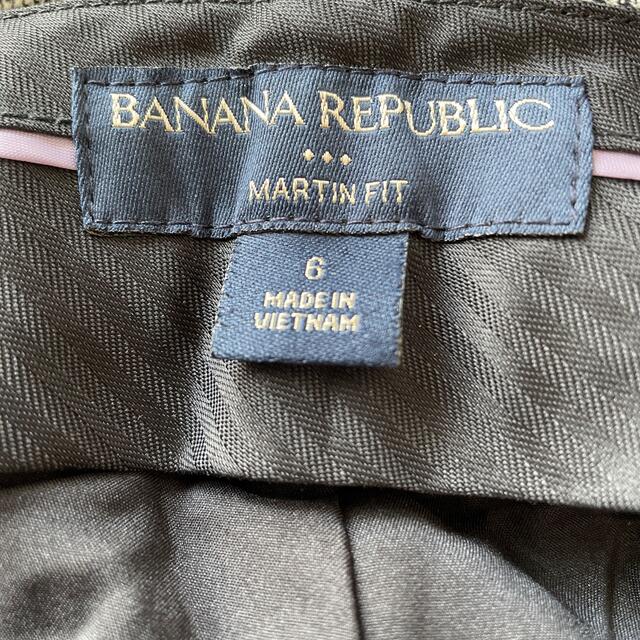 BANANA REPUBLIC
MARTIN FIT
6
MADE IN
VIETNAM